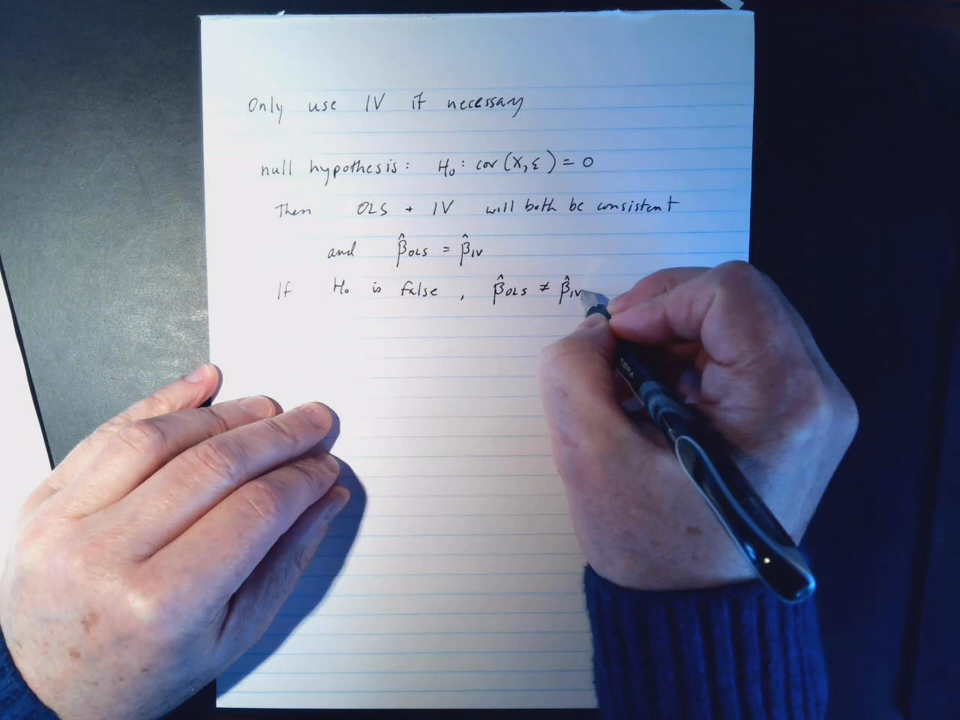 Only use IV if necessary
null hypothesis: H₀: cov(X,ε) = 0
Then OLS + IV will both be consistent
and β̂OLS = β̂IV
If H₀ is false, β̂OLS ≠ β̂IV